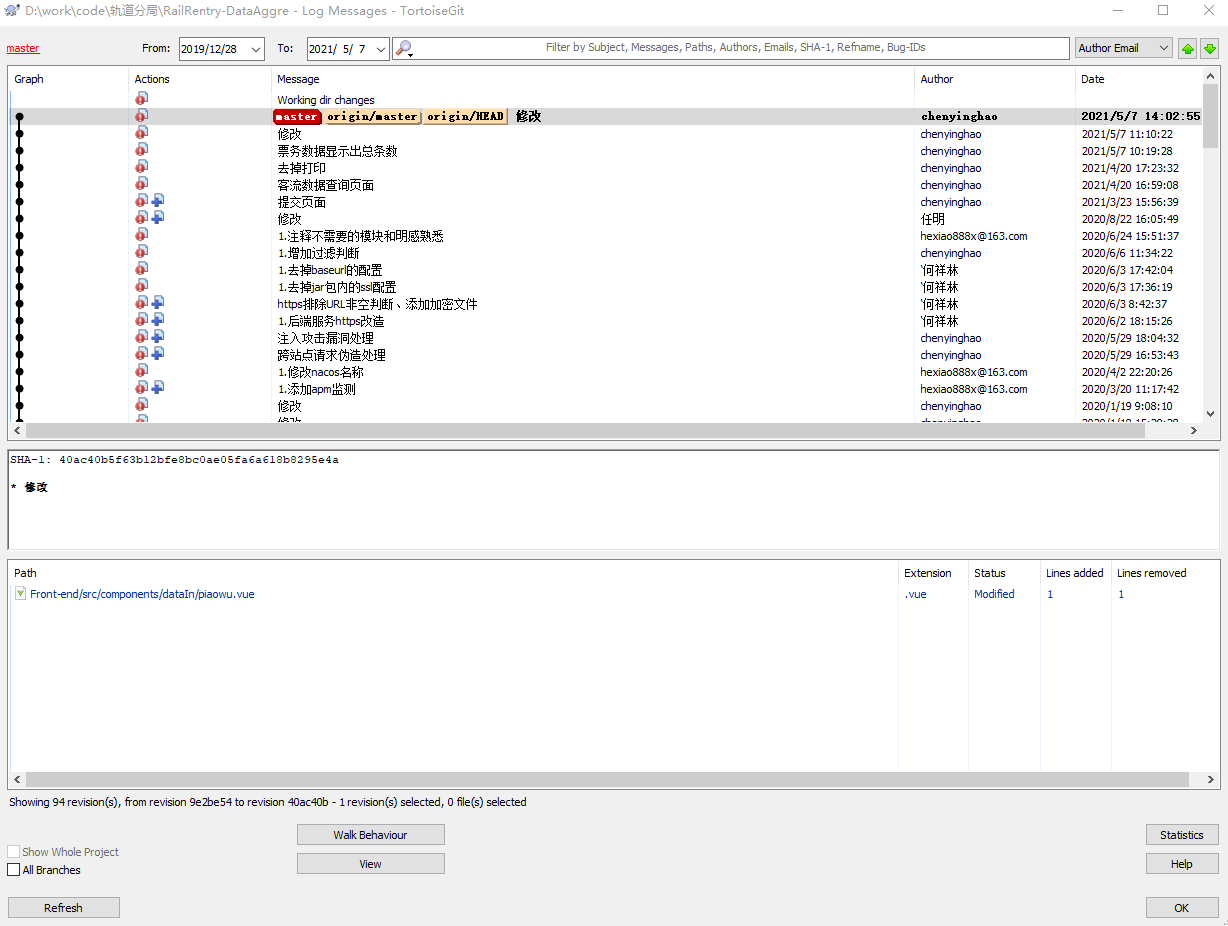 D:\work\code\轨道分局\RailRentry-DataAggre - Log Messages - TortoiseGit
master From: 2019/12/28 To: 2021/ 5/ 7 Filter by Subject, Messages, Paths, Authors, Emails, SHA-1, Refname, Bug-IDs Author Email
Graph Actions Message Author Date
Working dir changes
master origin/master origin/HEAD 修改 chenyinghao 2021/5/7 14:02:55
修改 chenyinghao 2021/5/7 11:10:22
票务数据显示出总条数 chenyinghao 2021/5/7 10:19:28
去掉打印 chenyinghao 2021/4/20 17:23:32
客流数据查询页面 chenyinghao 2021/4/20 16:59:08
提交页面 chenyinghao 2021/3/23 15:56:39
修改 任明 2020/8/22 16:05:49
1.注释不需要的模块和明感熟悉 hexiao888x@163.com 2020/6/24 15:51:37
1.增加过滤判断 chenyinghao 2020/6/6 11:34:22
1.去掉baseurl的配置 '何祥林 2020/6/3 17:42:04
1.去掉jar包内的ssl配置 '何祥林 2020/6/3 17:36:19
https排除URL非空判断、添加加密文件 '何祥林 2020/6/3 8:42:37
1.后端服务https改造 '何祥林 2020/6/2 18:15:26
注入攻击漏洞处理 chenyinghao 2020/5/29 18:04:32
跨站点请求伪造处理 chenyinghao 2020/5/29 16:53:43
1.修改nacos名称 hexiao888x@163.com 2020/4/2 22:20:26
1.添加apm监测 hexiao888x@163.com 2020/3/20 11:17:42
修改 chenyinghao 2020/1/19 9:08:10
SHA-1: 40ac40b5f63b12bfe8bc0ae05fa6a618b8295e4a
* 修改
Path Extension Status Lines added Lines removed
Front-end/src/components/dataIn/piaowu.vue .vue Modified 1 1
Showing 94 revision(s), from revision 9e2be54 to revision 40ac40b - 1 revision(s) selected, 0 file(s) selected
Walk Behaviour Statistics
Show Whole Project
View Help
All Branches
Refresh OK